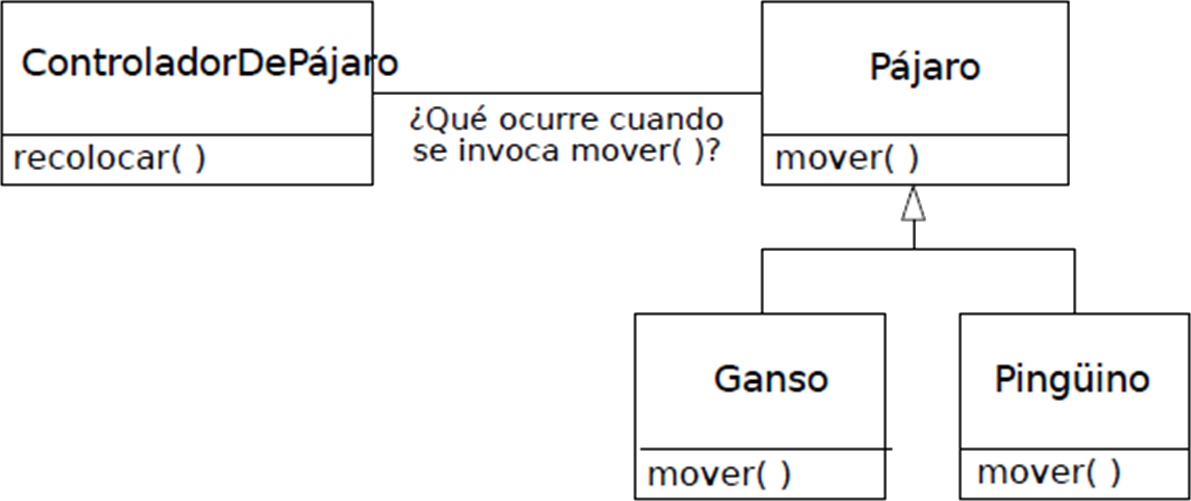 ControladorDePájaro
recolocar( )
¿Qué ocurre cuando
se invoca mover( )?
Pájaro
mover( )
Ganso
mover( )
Pingüino
mover( )